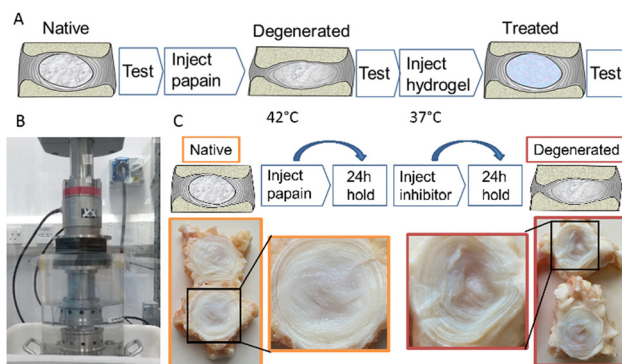 A
Native
Degenerated
Treated
Test
Inject
papain
Test
Inject
hydrogel
Test
B
C
42°C
37°C
Native
Degenerated
Inject
papain
24h
hold
Inject
inhibitor
24h
hold